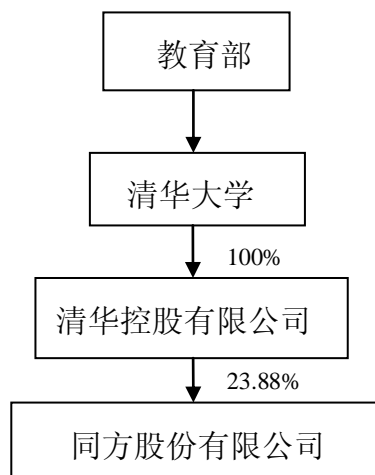 教育部
清华大学
100%
清华控股有限公司
23.88%
同方股份有限公司